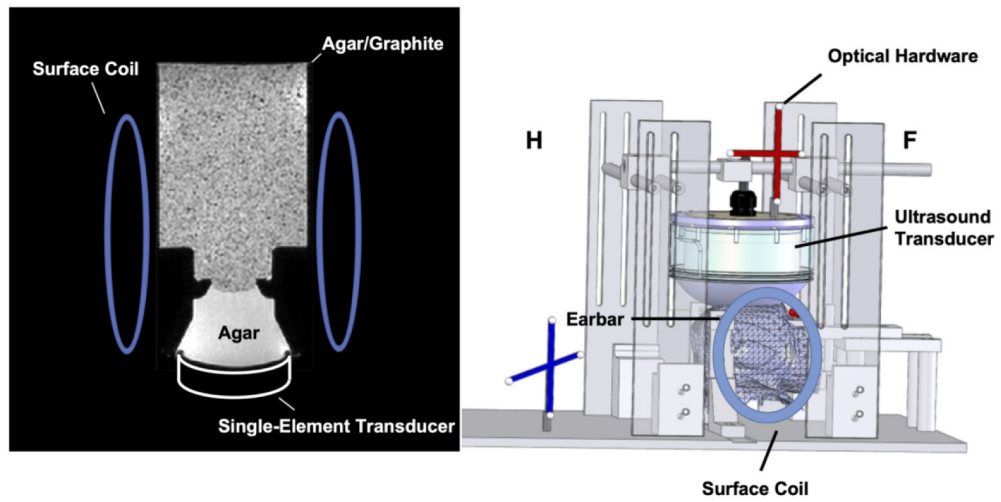 Agar/Graphite
Surface Coil
Agar
Single-Element Transducer
Optical Hardware
H
F
Ultrasound
Transducer
Earbar
Surface Coil